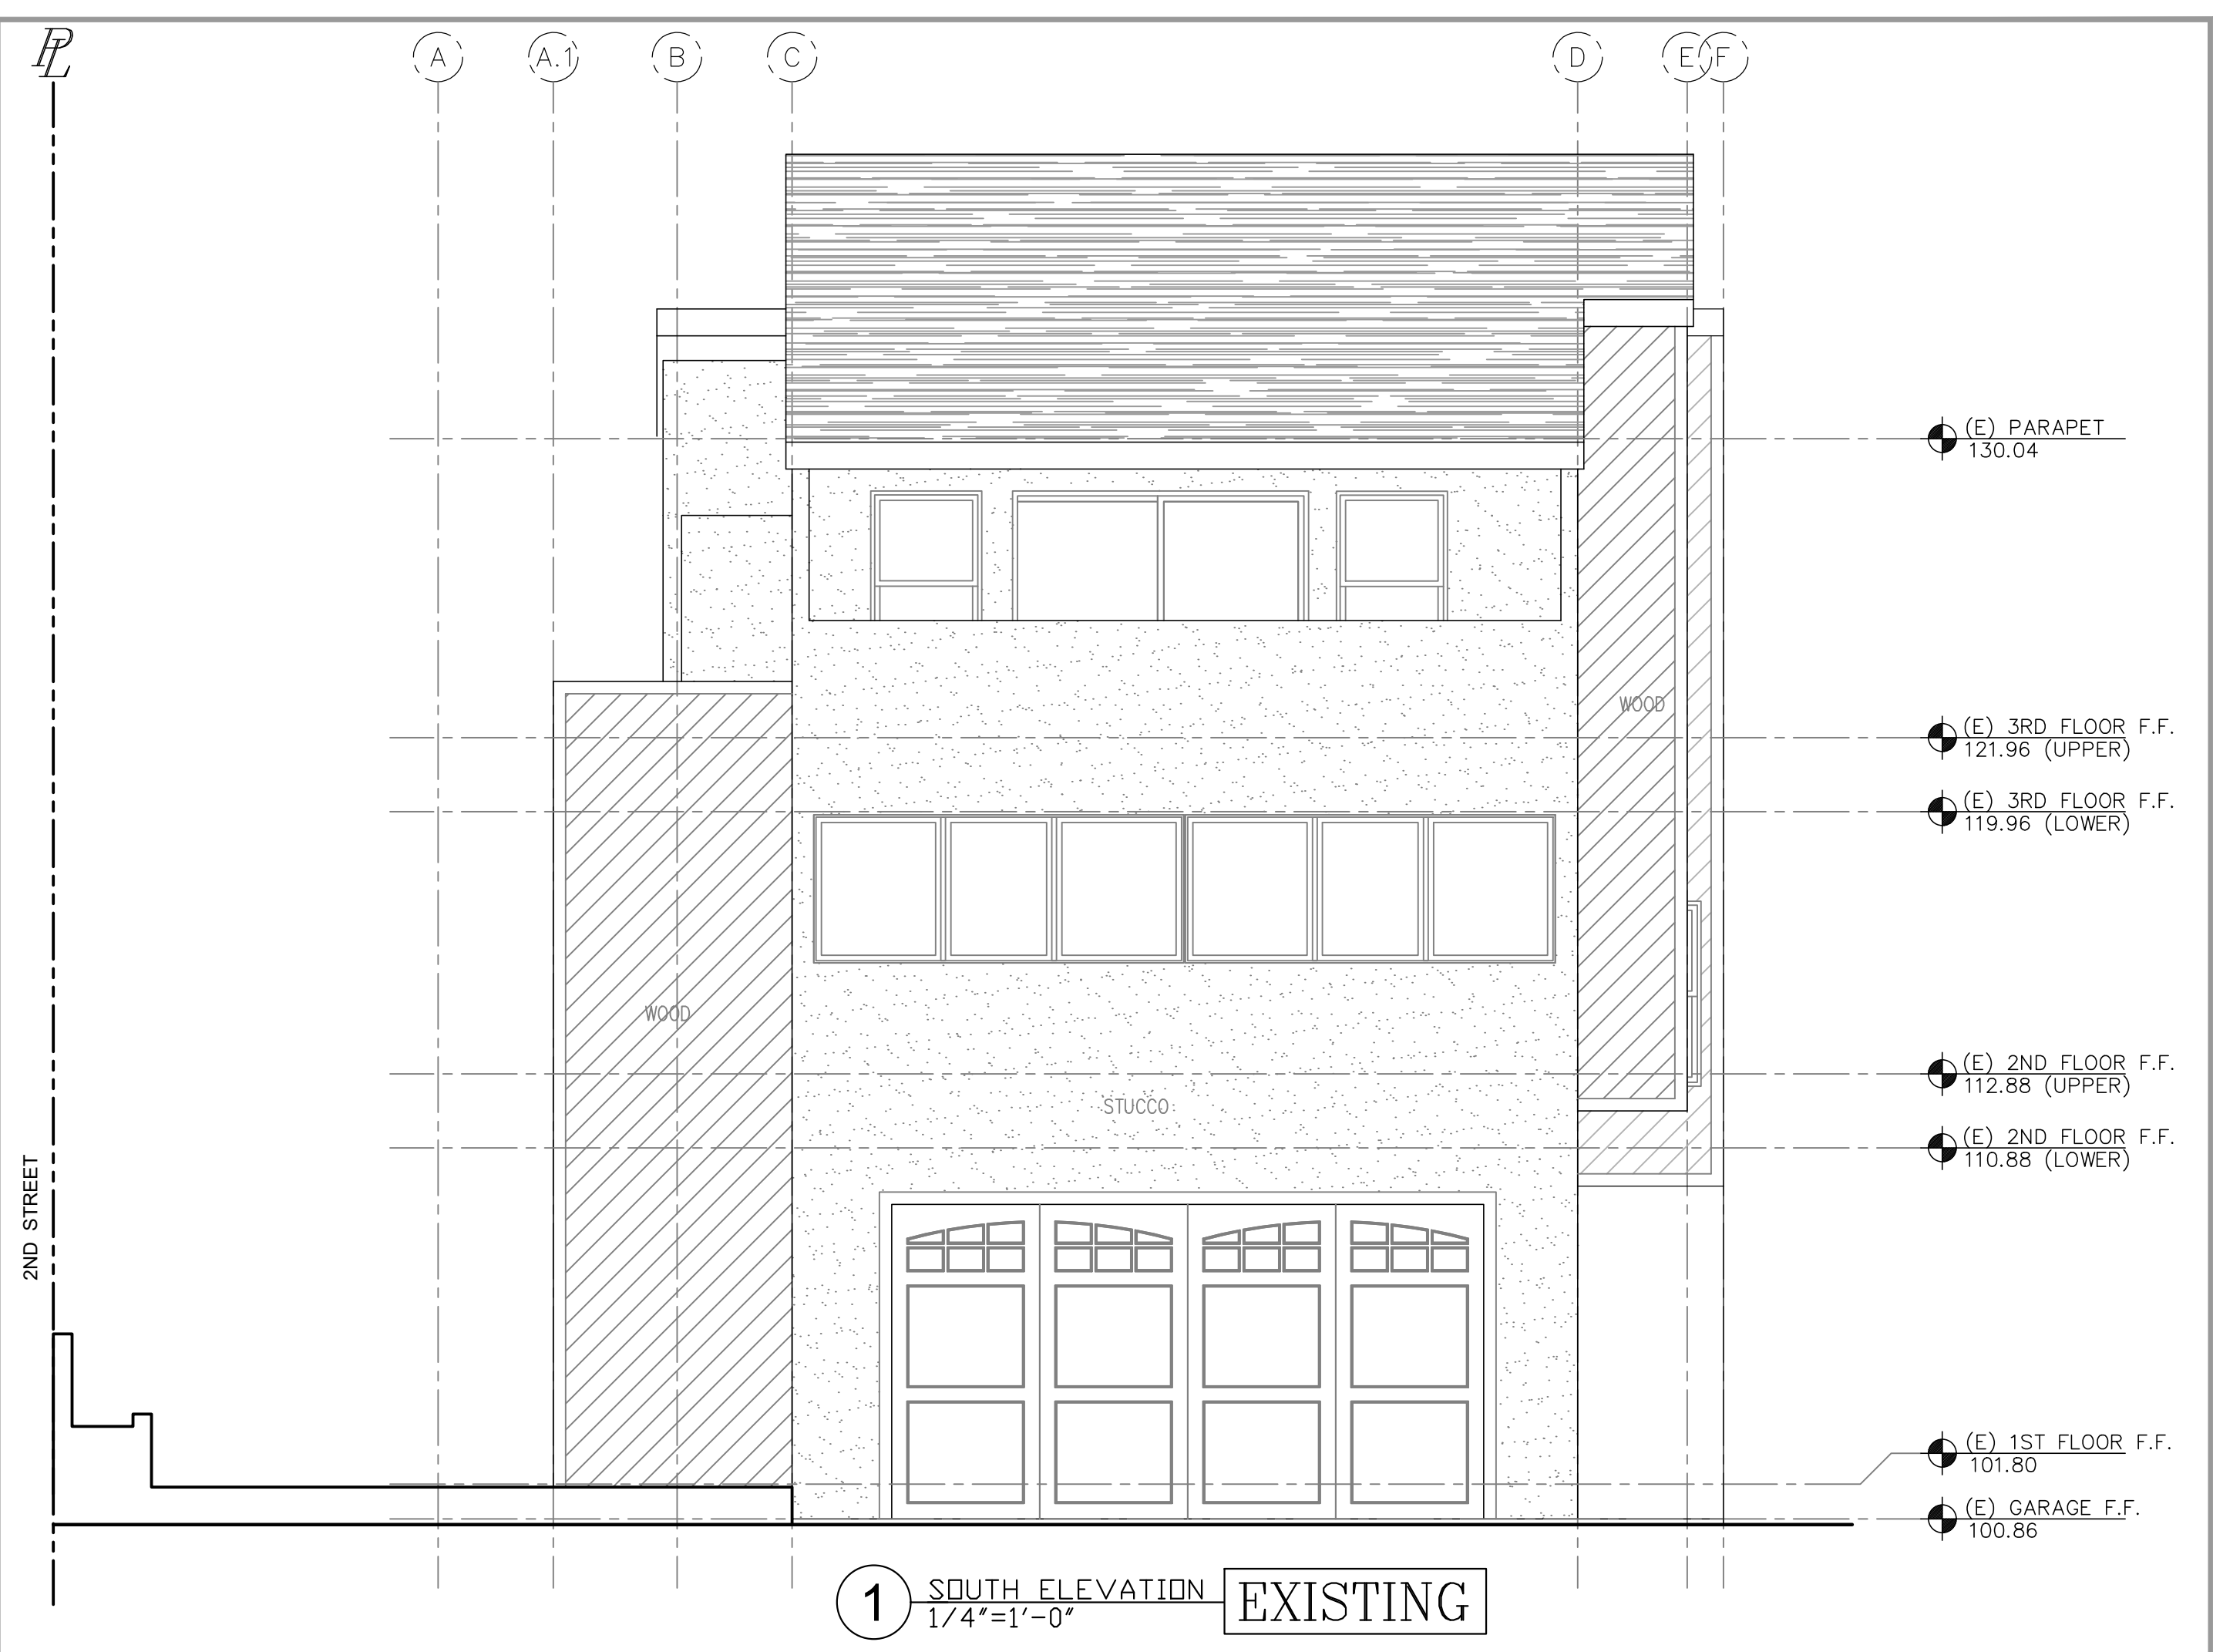 PL
A
A.1
B
C
D
E
F
(E) PARAPET
130.04
WOOD
(E) 3RD FLOOR F.F.
121.96 (UPPER)
(E) 3RD FLOOR F.F.
119.96 (LOWER)
WOOD
(E) 2ND FLOOR F.F.
112.88 (UPPER)
STUCCO
(E) 2ND FLOOR F.F.
110.88 (LOWER)
2ND STREET
(E) 1ST FLOOR F.F.
101.80
(E) GARAGE F.F.
100.86
1
SOUTH ELEVATION
1/4"=1'-0"
EXISTING